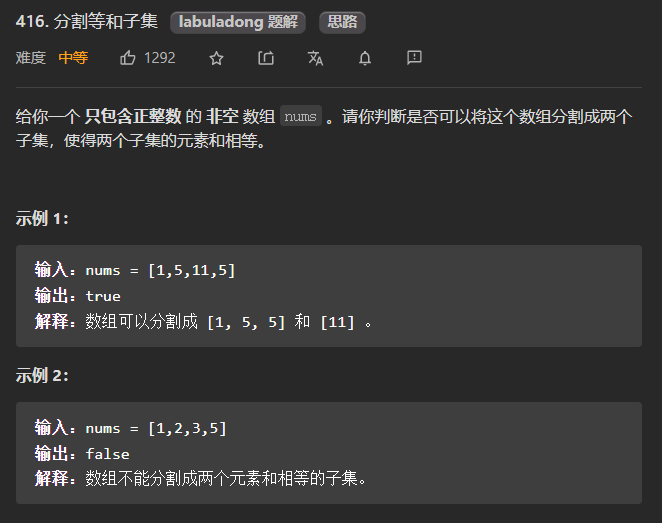 416. 分割等和子集 labuladong 题解 思路
难度 中等 1292
给你一个 只包含正整数 的 非空 数组 nums 。请你判断是否可以将这个数组分割成两个
子集，使得两个子集的元素和相等。
示例 1：
输入：nums = [1,5,11,5]
输出：true
解释：数组可以分割成 [1, 5, 5] 和 [11] 。
示例 2：
输入：nums = [1,2,3,5]
输出：false
解释：数组不能分割成两个元素和相等的子集。